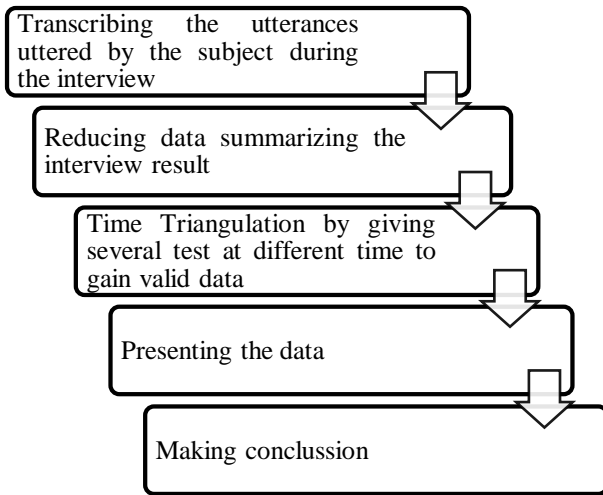 Transcribing the utterances
uttered by the subject during
the interview
Reducing data summarizing the
interview result
Time Triangulation by giving
several test at different time to
gain valid data
Presenting the data
Making conclussion